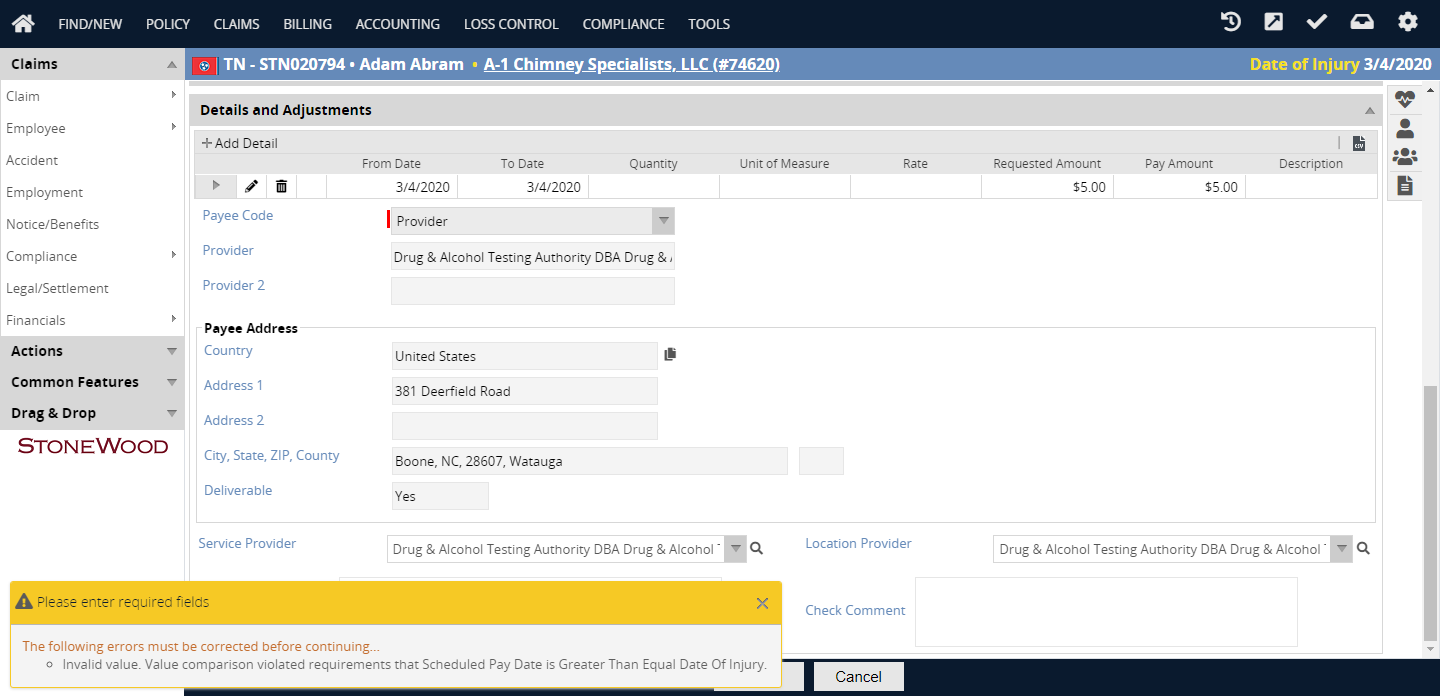 FIND/NEW POLICY CLAIMS BILLING ACCOUNTING LOSS CONTROL COMPLIANCE TOOLS
Claims
TN - STN020794 • Adam Abram • A-1 Chimney Specialists, LLC (#74620) Date of Injury 3/4/2020
Claim
Employee
Accident
Employment
Notice/Benefits
Compliance
Legal/Settlement
Financials
Actions
Common Features
Drag & Drop
STONEWOOD
Details and Adjustments
Add Detail
CSV
From Date To Date Quantity Unit of Measure Rate Requested Amount Pay Amount Description
3/4/2020 3/4/2020 $5.00 $5.00
Payee Code Provider
Provider Drug & Alcohol Testing Authority DBA Drug &
Provider 2
Payee Address
Country United States
Address 1 381 Deerfield Road
Address 2
City, State, ZIP, County Boone, NC, 28607, Watauga
Deliverable Yes
Service Provider Drug & Alcohol Testing Authority DBA Drug & Alcohol
Location Provider Drug & Alcohol Testing Authority DBA Drug & Alcohol
Check Comment
Please enter required fields
The following errors must be corrected before continuing...
Invalid value. Value comparison violated requirements that Scheduled Pay Date is Greater Than Equal Date Of Injury.
Cancel